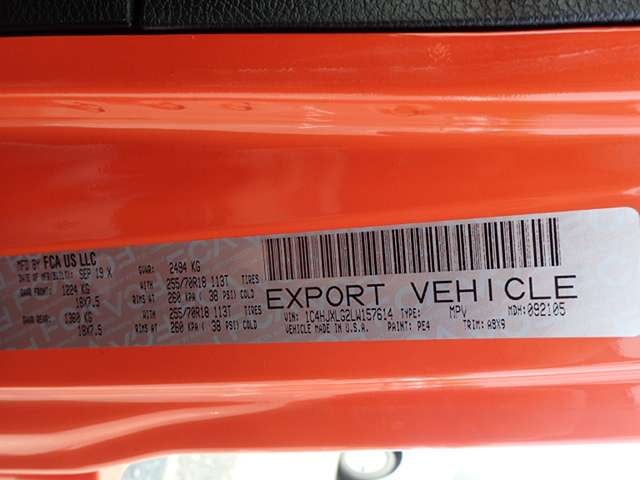 MFD BY FCA US LLC
DATE OF MFR SEP 19 X GVWR: 2494 KG
GAWR FRONT: 1224 KG WITH 255/70R18 113T TIRES
18X7.5 RIMS AT 260 KPA( 38 PSI) COLD
GAWR REAR: 1360 KG WITH 255/70R18 113T TIRES
18X7.5 RIMS AT 260 KPA( 38 PSI) COLD
EXPORT VEHICLE
VIN: 1C4HJXLG2LW157614 TYPE: MPV MDH:092105
VEHICLE MADE IN U.S.A. PAINT: PE4 TRIM: A8X9